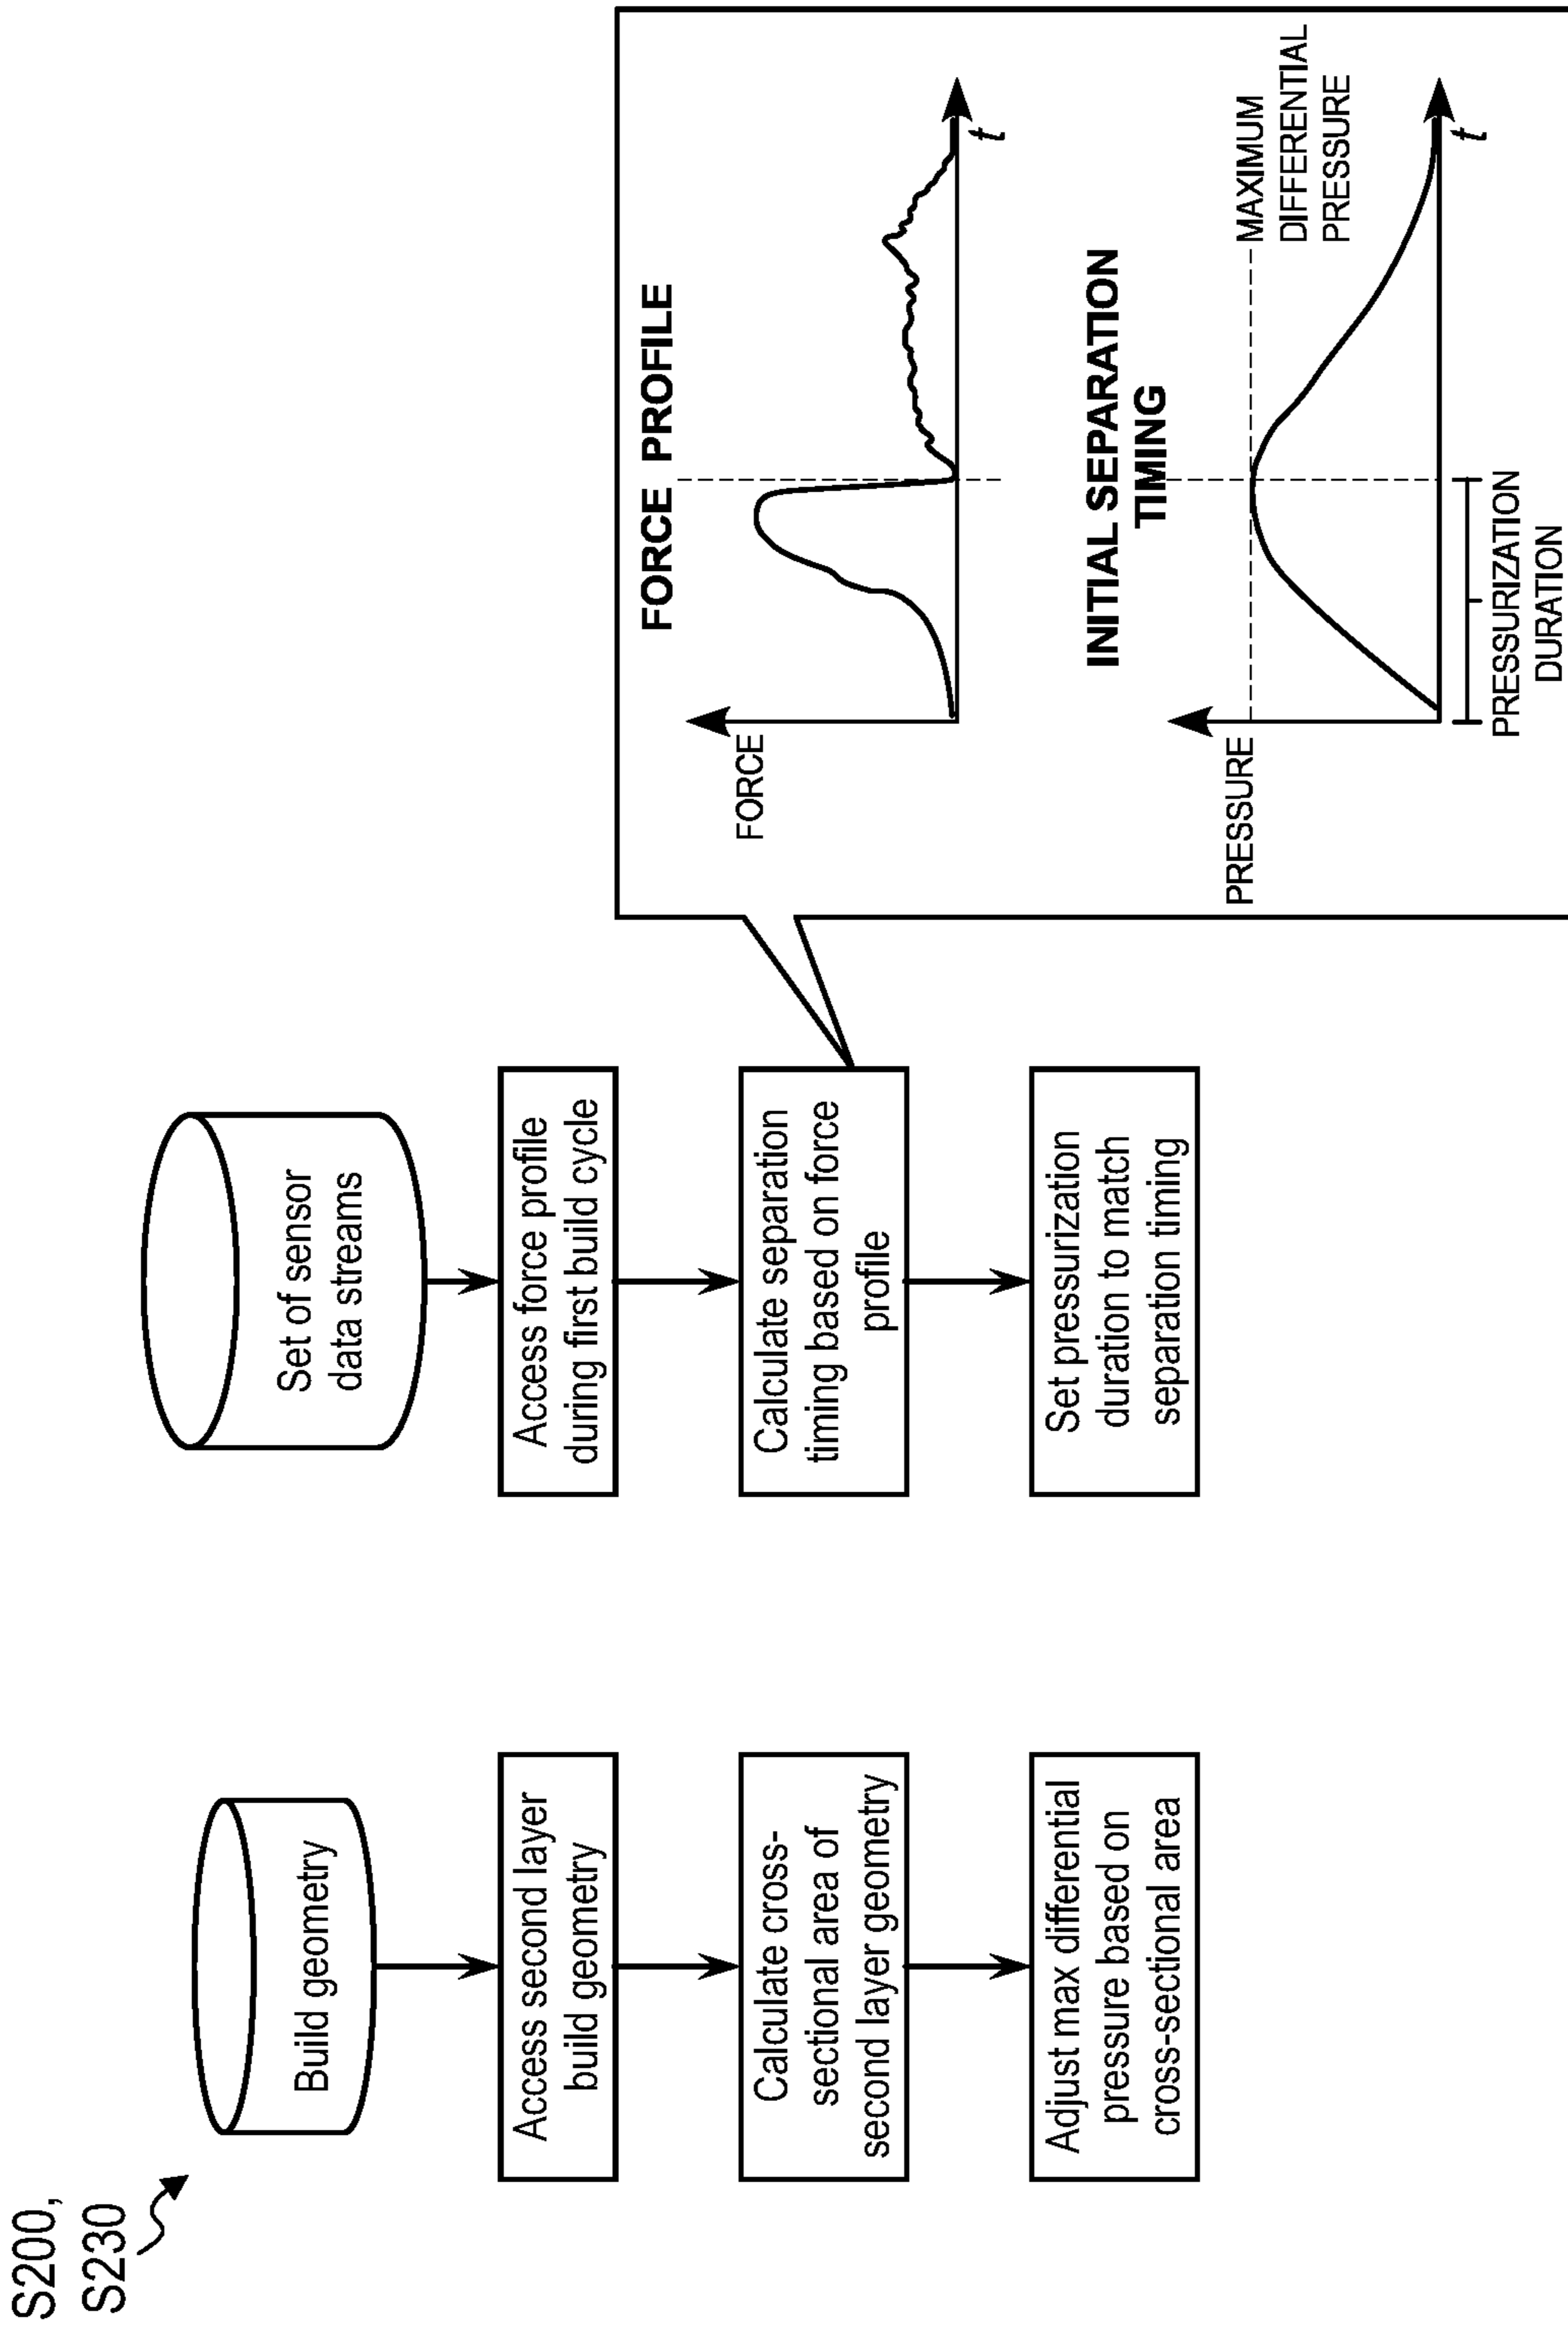 S200,
S230
Build geometry
Access second layer
build geometry
Calculate cross-
sectional area of
second layer geometry
Adjust max differential
pressure based on
cross-sectional area
Set of sensor
data streams
Access force profile
during first build cycle
Calculate separation
timing based on force
profile
Set pressurization
duration to match
separation timing
FORCE PROFILE
FORCE
t
INITIAL SEPARATION
TIMING
PRESSURE
MAXIMUM
DIFFERENTIAL
PRESSURE
t
PRESSURIZATION
DURATION